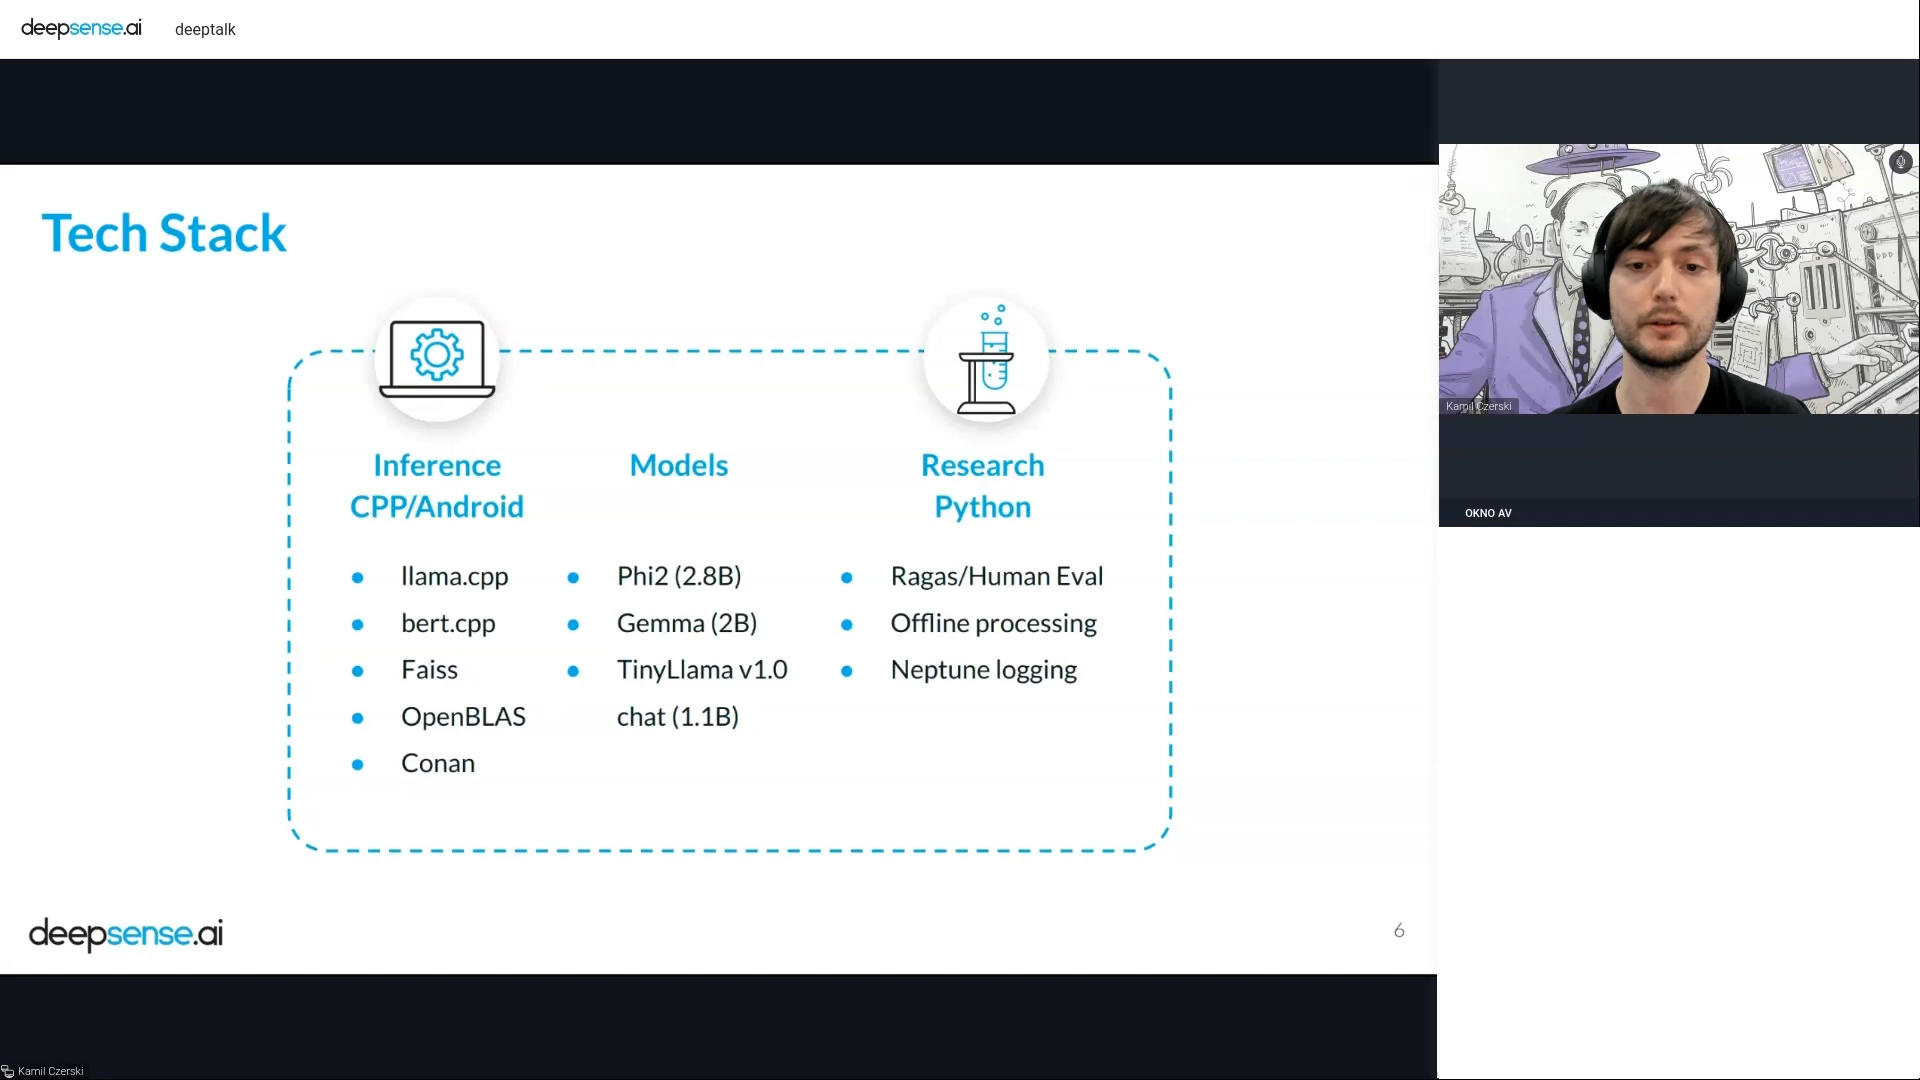 deepsense.ai
deeptalk
Tech Stack
Inference
CPP/Android
llama.cpp
bert.cpp
Faiss
OpenBLAS
Conan
Models
Phi2 (2.8B)
Gemma (2B)
TinyLlama v1.0
chat (1.1B)
Research
Python
Ragas/Human Eval
Offline processing
Neptune logging
deepsense.ai
6
Kamil Czerski
Kamil Czerski
OKNO AV